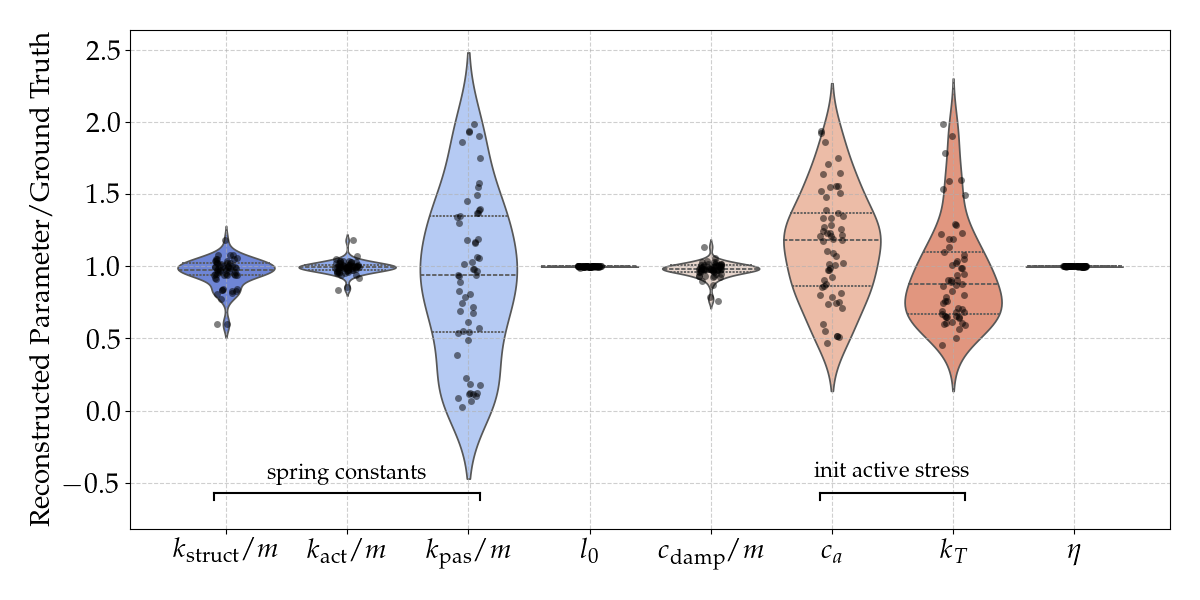 Reconstructed Parameter/Ground Truth
2.5
2.0
1.5
1.0
0.5
0.0
−0.5
spring constants
init active stress
k_struct/m k_act/m k_pas/m l_0 c_damp/m c_a k_T η